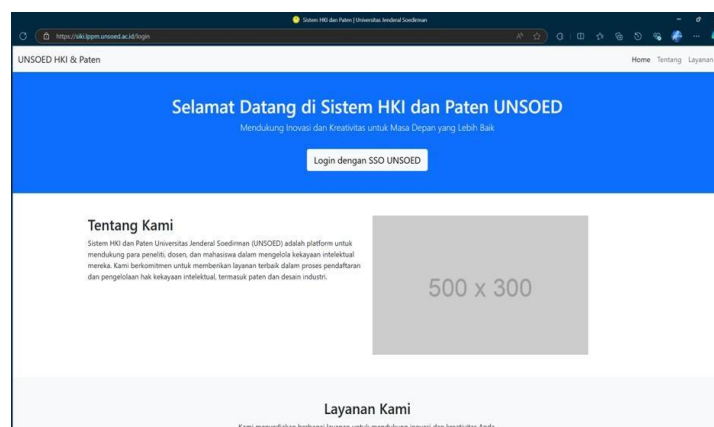 Sistem HKI dan Paten | Universitas Jenderal Soedirman
https://siki.lppm.unsoed.ac.id/login
UNSOED HKI & Paten
Home Tentang Layanan
Selamat Datang di Sistem HKI dan Paten UNSOED
Mendukung Inovasi dan Kreativitas untuk Masa Depan yang Lebih Baik
Login dengan SSO UNSOED
Tentang Kami
Sistem HKI dan Paten Universitas Jenderal Soedirman (UNSOED) adalah platform untuk
mendukung para peneliti, dosen, dan mahasiswa dalam mengelola kekayaan intelektual
mereka. Kami berkomitmen untuk memberikan layanan terbaik dalam proses pendaftaran
dan pengelolaan hak kekayaan intelektual, termasuk paten dan desain industri.
500 x 300
Layanan Kami
Kami menyediakan berbagai layanan untuk mendukung inovasi dan kreativitas Anda